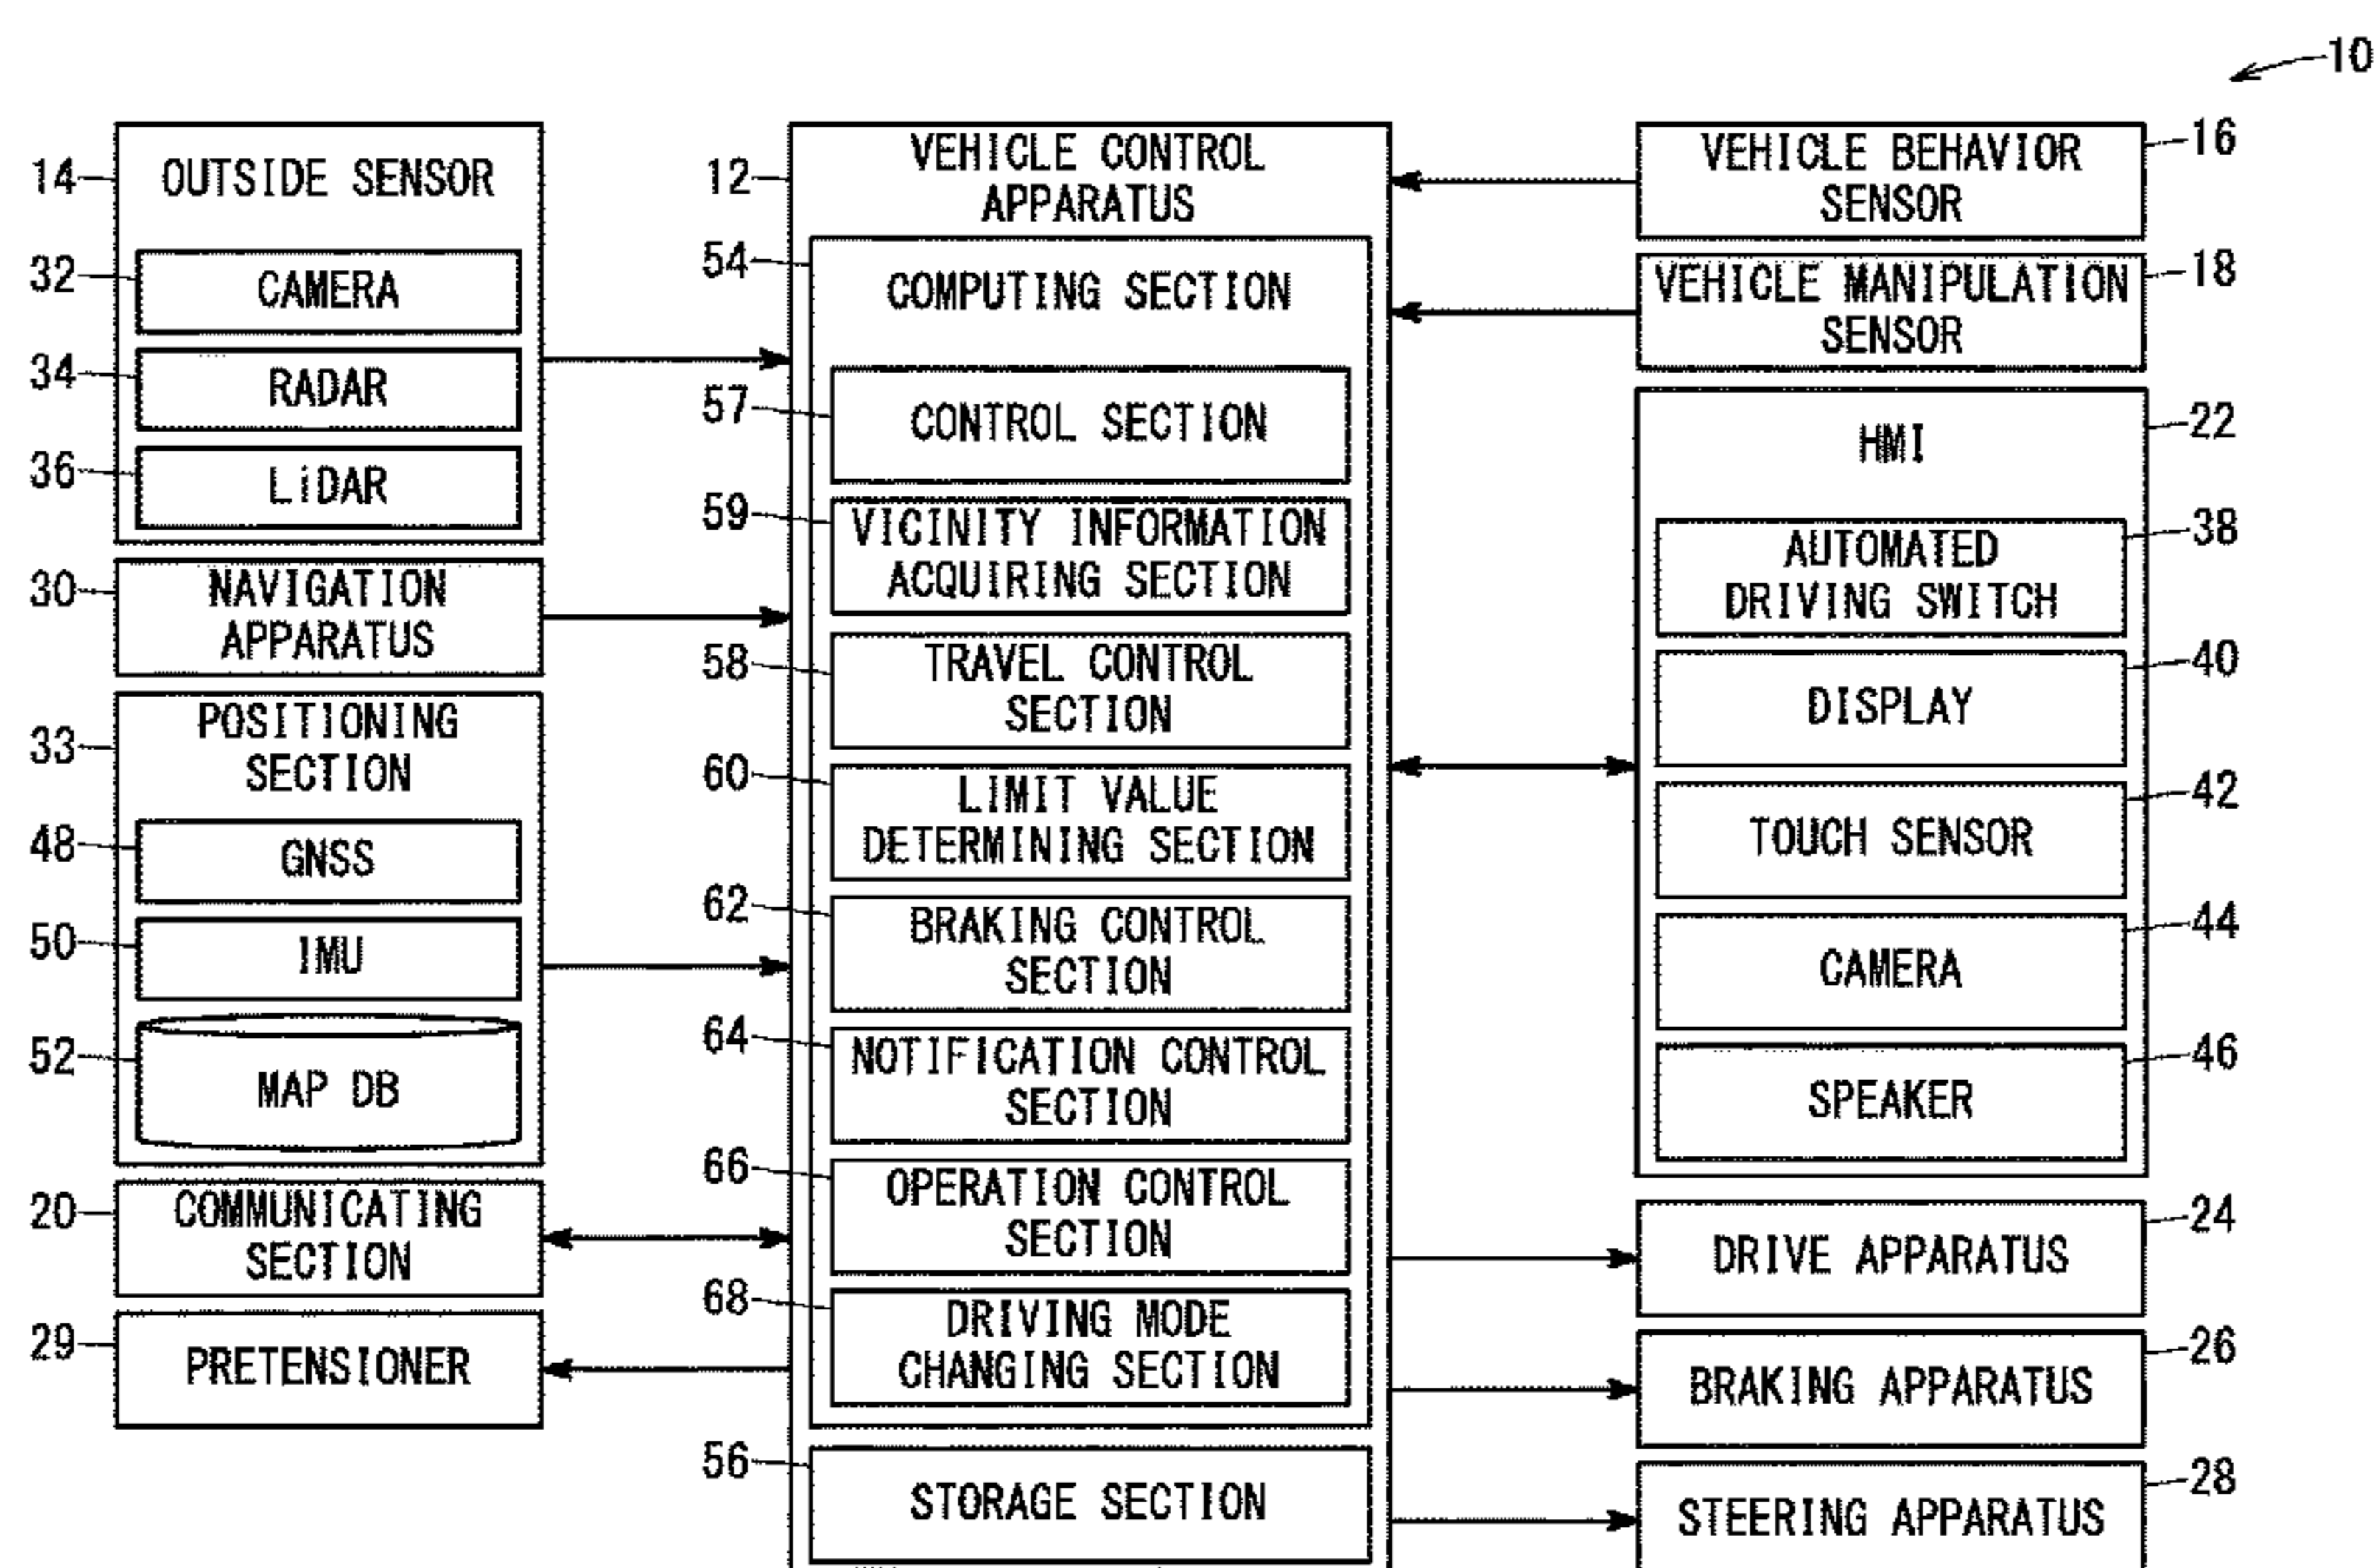 10
14
OUTSIDE SENSOR
32
CAMERA
34
RADAR
36
LiDAR
30
NAVIGATION
APPARATUS
33
POSITIONING
SECTION
48
GNSS
50
IMU
52
MAP DB
20
COMMUNICATING
SECTION
29
PRETENSIONER
12
VEHICLE CONTROL
APPARATUS
54
COMPUTING SECTION
57
CONTROL SECTION
59
VICINITY INFORMATION
ACQUIRING SECTION
58
TRAVEL CONTROL
SECTION
60
LIMIT VALUE
DETERMINING SECTION
62
BRAKING CONTROL
SECTION
64
NOTIFICATION CONTROL
SECTION
66
OPERATION CONTROL
SECTION
68
DRIVING MODE
CHANGING SECTION
56
STORAGE SECTION
VEHICLE BEHAVIOR
SENSOR
16
VEHICLE MANIPULATION
SENSOR
18
HMI
22
AUTOMATED
DRIVING SWITCH
38
DISPLAY
40
TOUCH SENSOR
42
CAMERA
44
SPEAKER
46
DRIVE APPARATUS
24
BRAKING APPARATUS
26
STEERING APPARATUS
28